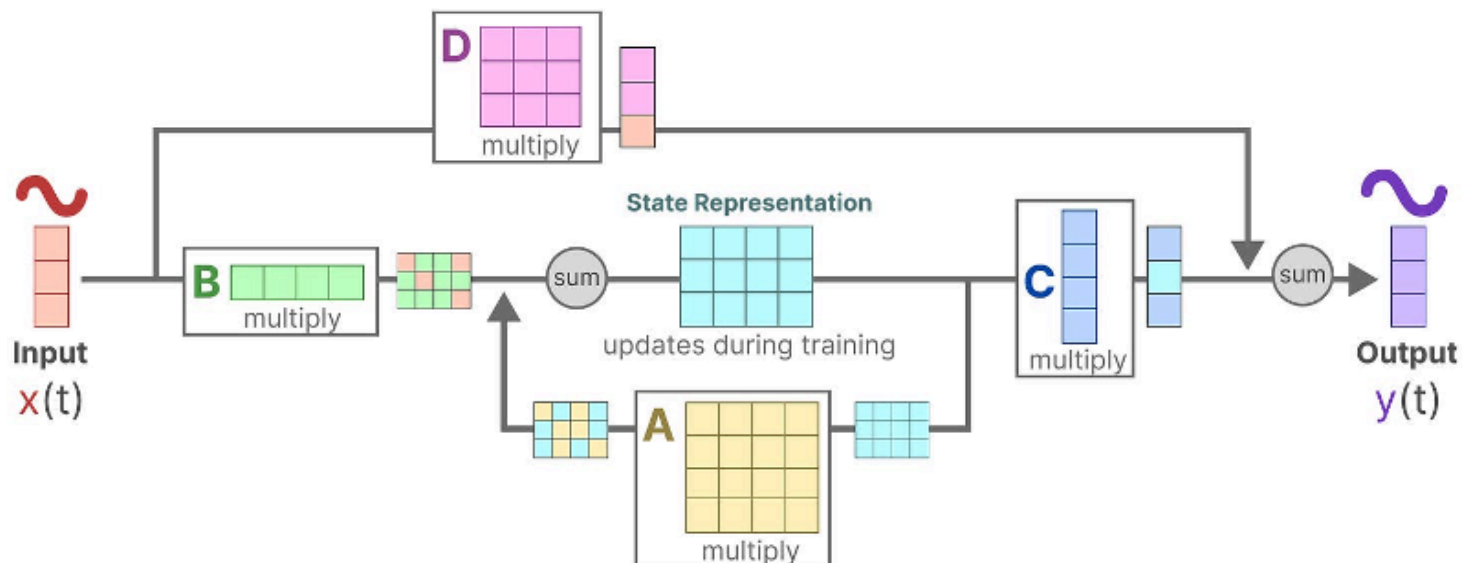 D
multiply
State Representation
B
multiply
sum
updates during training
C
multiply
sum
Input
x(t)
Output
y(t)
A
multiply